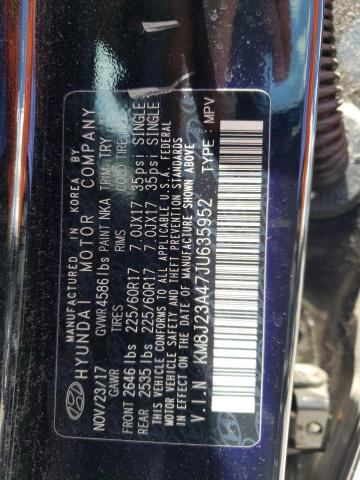 MANUFACTURED IN KOREA BY
HYUNDAI MOTOR COMPANY
NOV/23/17 GVWR 4586 lbs PAINT NKA TRIM TRY
GAWR TIRES RIMS COLD TIRE PRES.
FRONT 2646 lbs 225/60R17 7.0JX17 35psi SINGLE
REAR 2535 lbs 225/60R17 7.0JX17 35psi SINGLE
THIS VEHICLE CONFORMS TO ALL APPLICABLE U.S.A. FEDERAL
MOTOR VEHICLE SAFETY, BUMPER, AND THEFT PREVENTION STANDARDS
IN EFFECT ON THE DATE OF MANUFACTURE SHOWN ABOVE.
V.I.N : KM8J23A47JU635952 TYPE : MPV